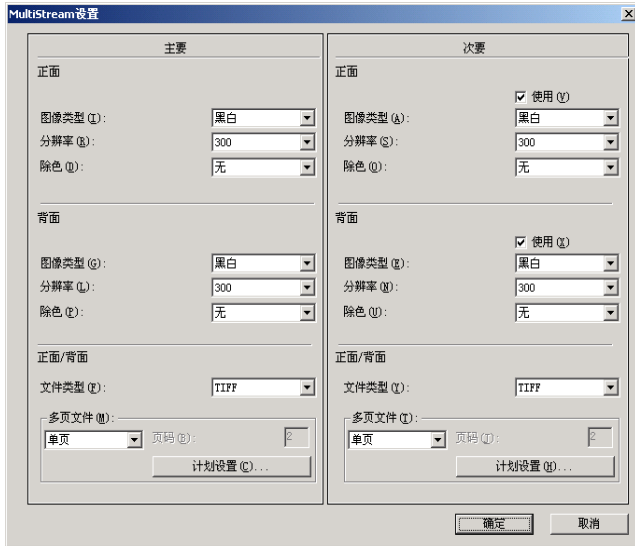 MultiStream设置
主要
正面
图像类型(I):
黑白
分辨率(R):
300
除色(D):
无
背面
图像类型(G):
黑白
分辨率(L):
300
除色(P):
无
正面/背面
文件类型(F):
TIFF
多页文件(M):
单页
页码(B):
2
计划设置(C)...
次要
正面
使用(V)
图像类型(A):
黑白
分辨率(S):
300
除色(O):
无
背面
使用(X)
图像类型(E):
黑白
分辨率(N):
300
除色(U):
无
正面/背面
文件类型(Y):
TIFF
多页文件(T):
单页
页码(J):
2
计划设置(H)...
确定
取消